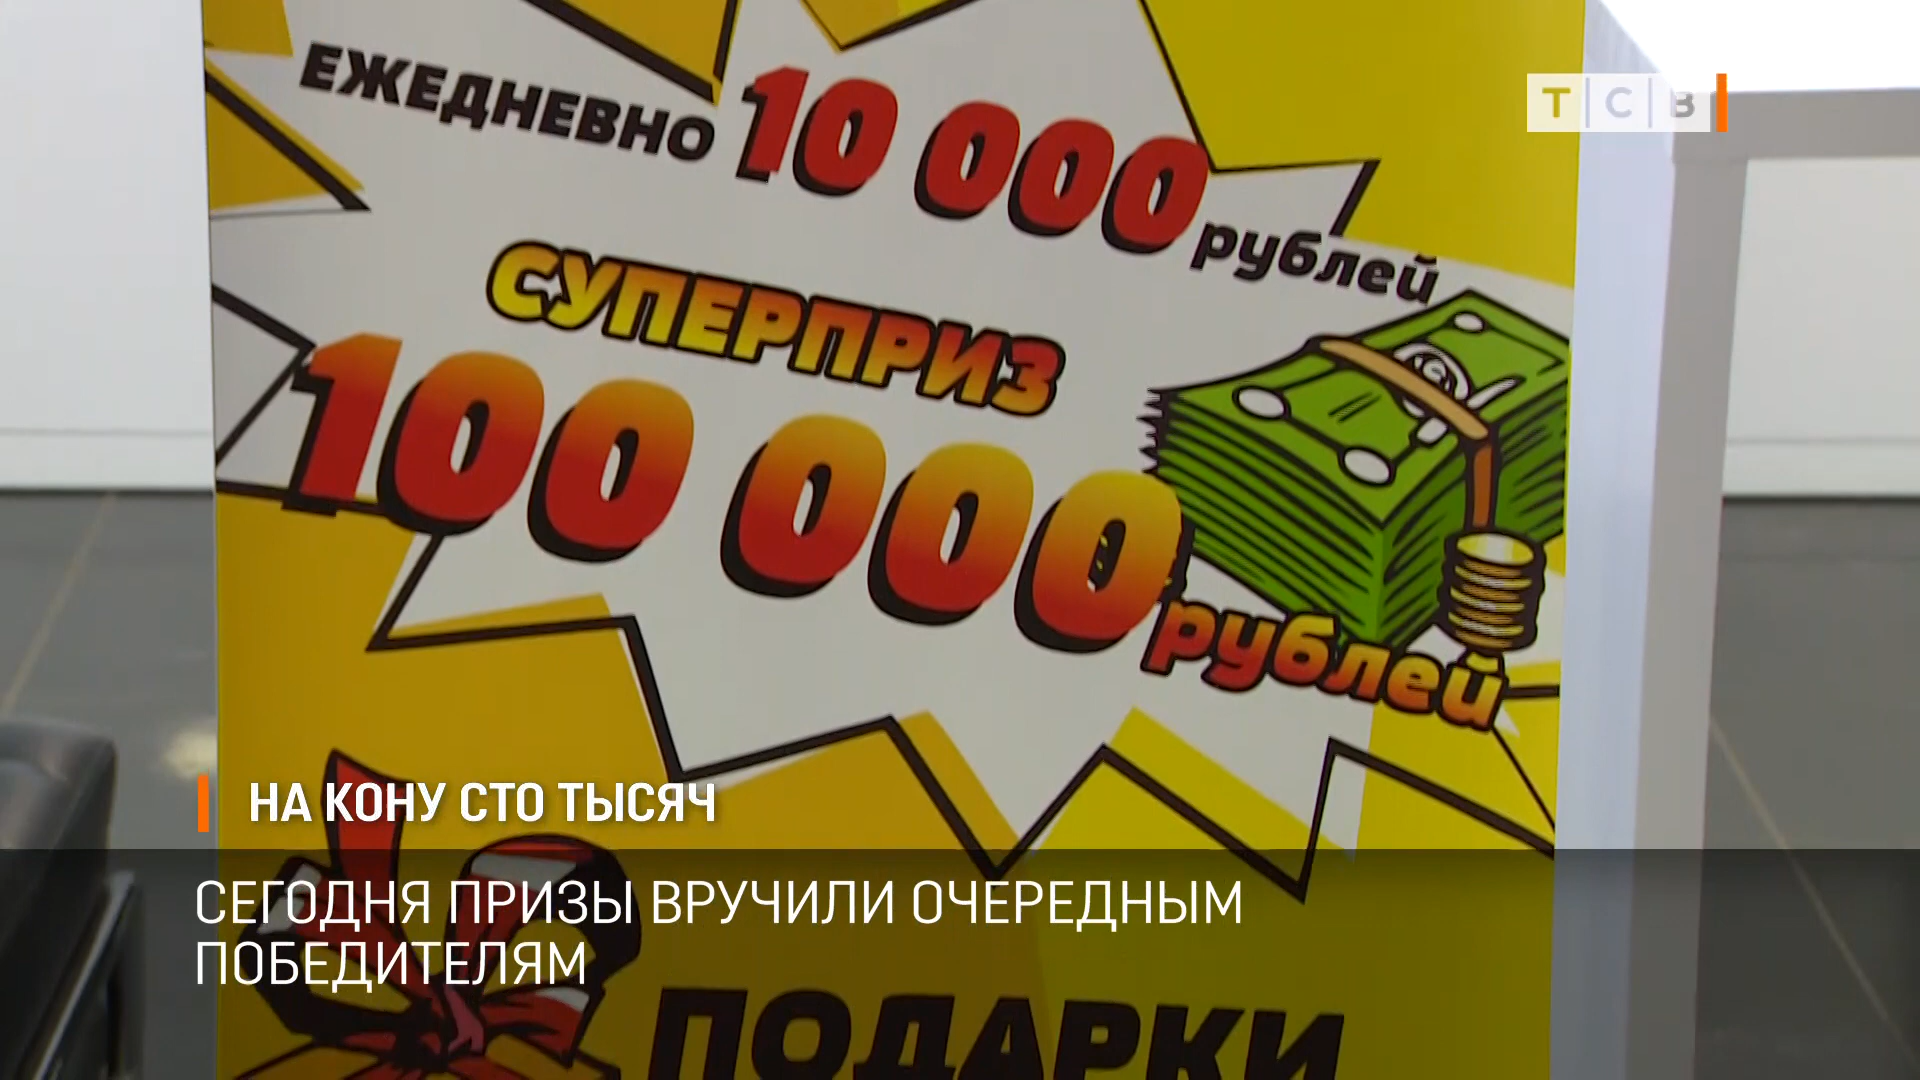 ЕЖЕДНЕВНО 10 000 рублей
ТСВ
СУПЕРПРИЗ
100 000 рублей
НА КОНУ СТО ТЫСЯЧ
СЕГОДНЯ ПРИЗЫ ВРУЧИЛИ ОЧЕРЕДНЫМ
ПОБЕДИТЕЛЯМ
ПОДАРКИ